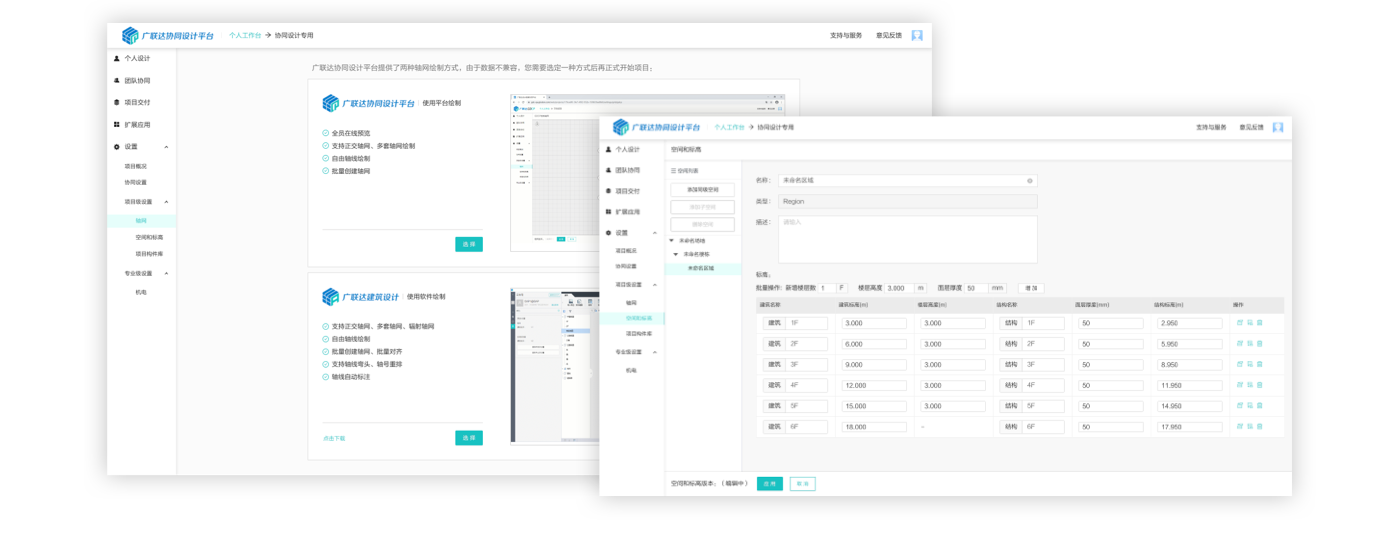 广联达协同设计平台 个人工作台 → 协同设计专用 支持与服务 意见反馈
个人设计
团队协同
项目交付
扩展应用
设置
项目概况
协同设置
项目级设置
轴网
空间和标高
项目构件库
专业级设置
机电
广联达协同设计平台提供了两种轴网绘制方式，由于数据不兼容，您需要选定一种方式后再正式开始项目：
广联达协同设计平台 使用平台绘制
全员在线预览
支持正交轴网、多套轴网绘制
自由轴线绘制
批量创建轴网
选择
广联达建筑设计 使用软件绘制
支持正交轴网、多套轴网、辐射轴网
自由轴线绘制
批量创建轴网、批量对齐
支持轴线弯头、轴号重排
轴线自动标注
点击下载 选择
广联达协同设计平台 个人工作台 → 协同设计专用 支持与服务 意见反馈
个人设计
团队协同
项目交付
扩展应用
设置
项目概况
协同设置
项目级设置
轴网
空间和标高
项目构件库
专业级设置
机电
空间和标高
空间列表
添加同级空间
添加子空间
删除空间
未命名场地
未命名楼栋
未命名区域
名称： 未命名区域
类型： Region
描述： 请输入
标高：
批量操作: 新增楼层数 1 F 楼层高度 3.000 m 面层厚度 50 mm 增加
建筑名称 建筑标高(m) 楼层高度(m) 结构名称 面层厚度(mm) 结构标高(m) 操作
建筑 1F 3.000 3.000 结构 1F 50 2.950
建筑 2F 6.000 3.000 结构 2F 50 5.950
建筑 3F 9.000 3.000 结构 3F 50 8.950
建筑 4F 12.000 3.000 结构 4F 50 11.950
建筑 5F 15.000 3.000 结构 5F 50 14.950
建筑 6F 18.000 - 结构 6F 50 17.950
空间和标高版本：（编辑中） 应用 取消